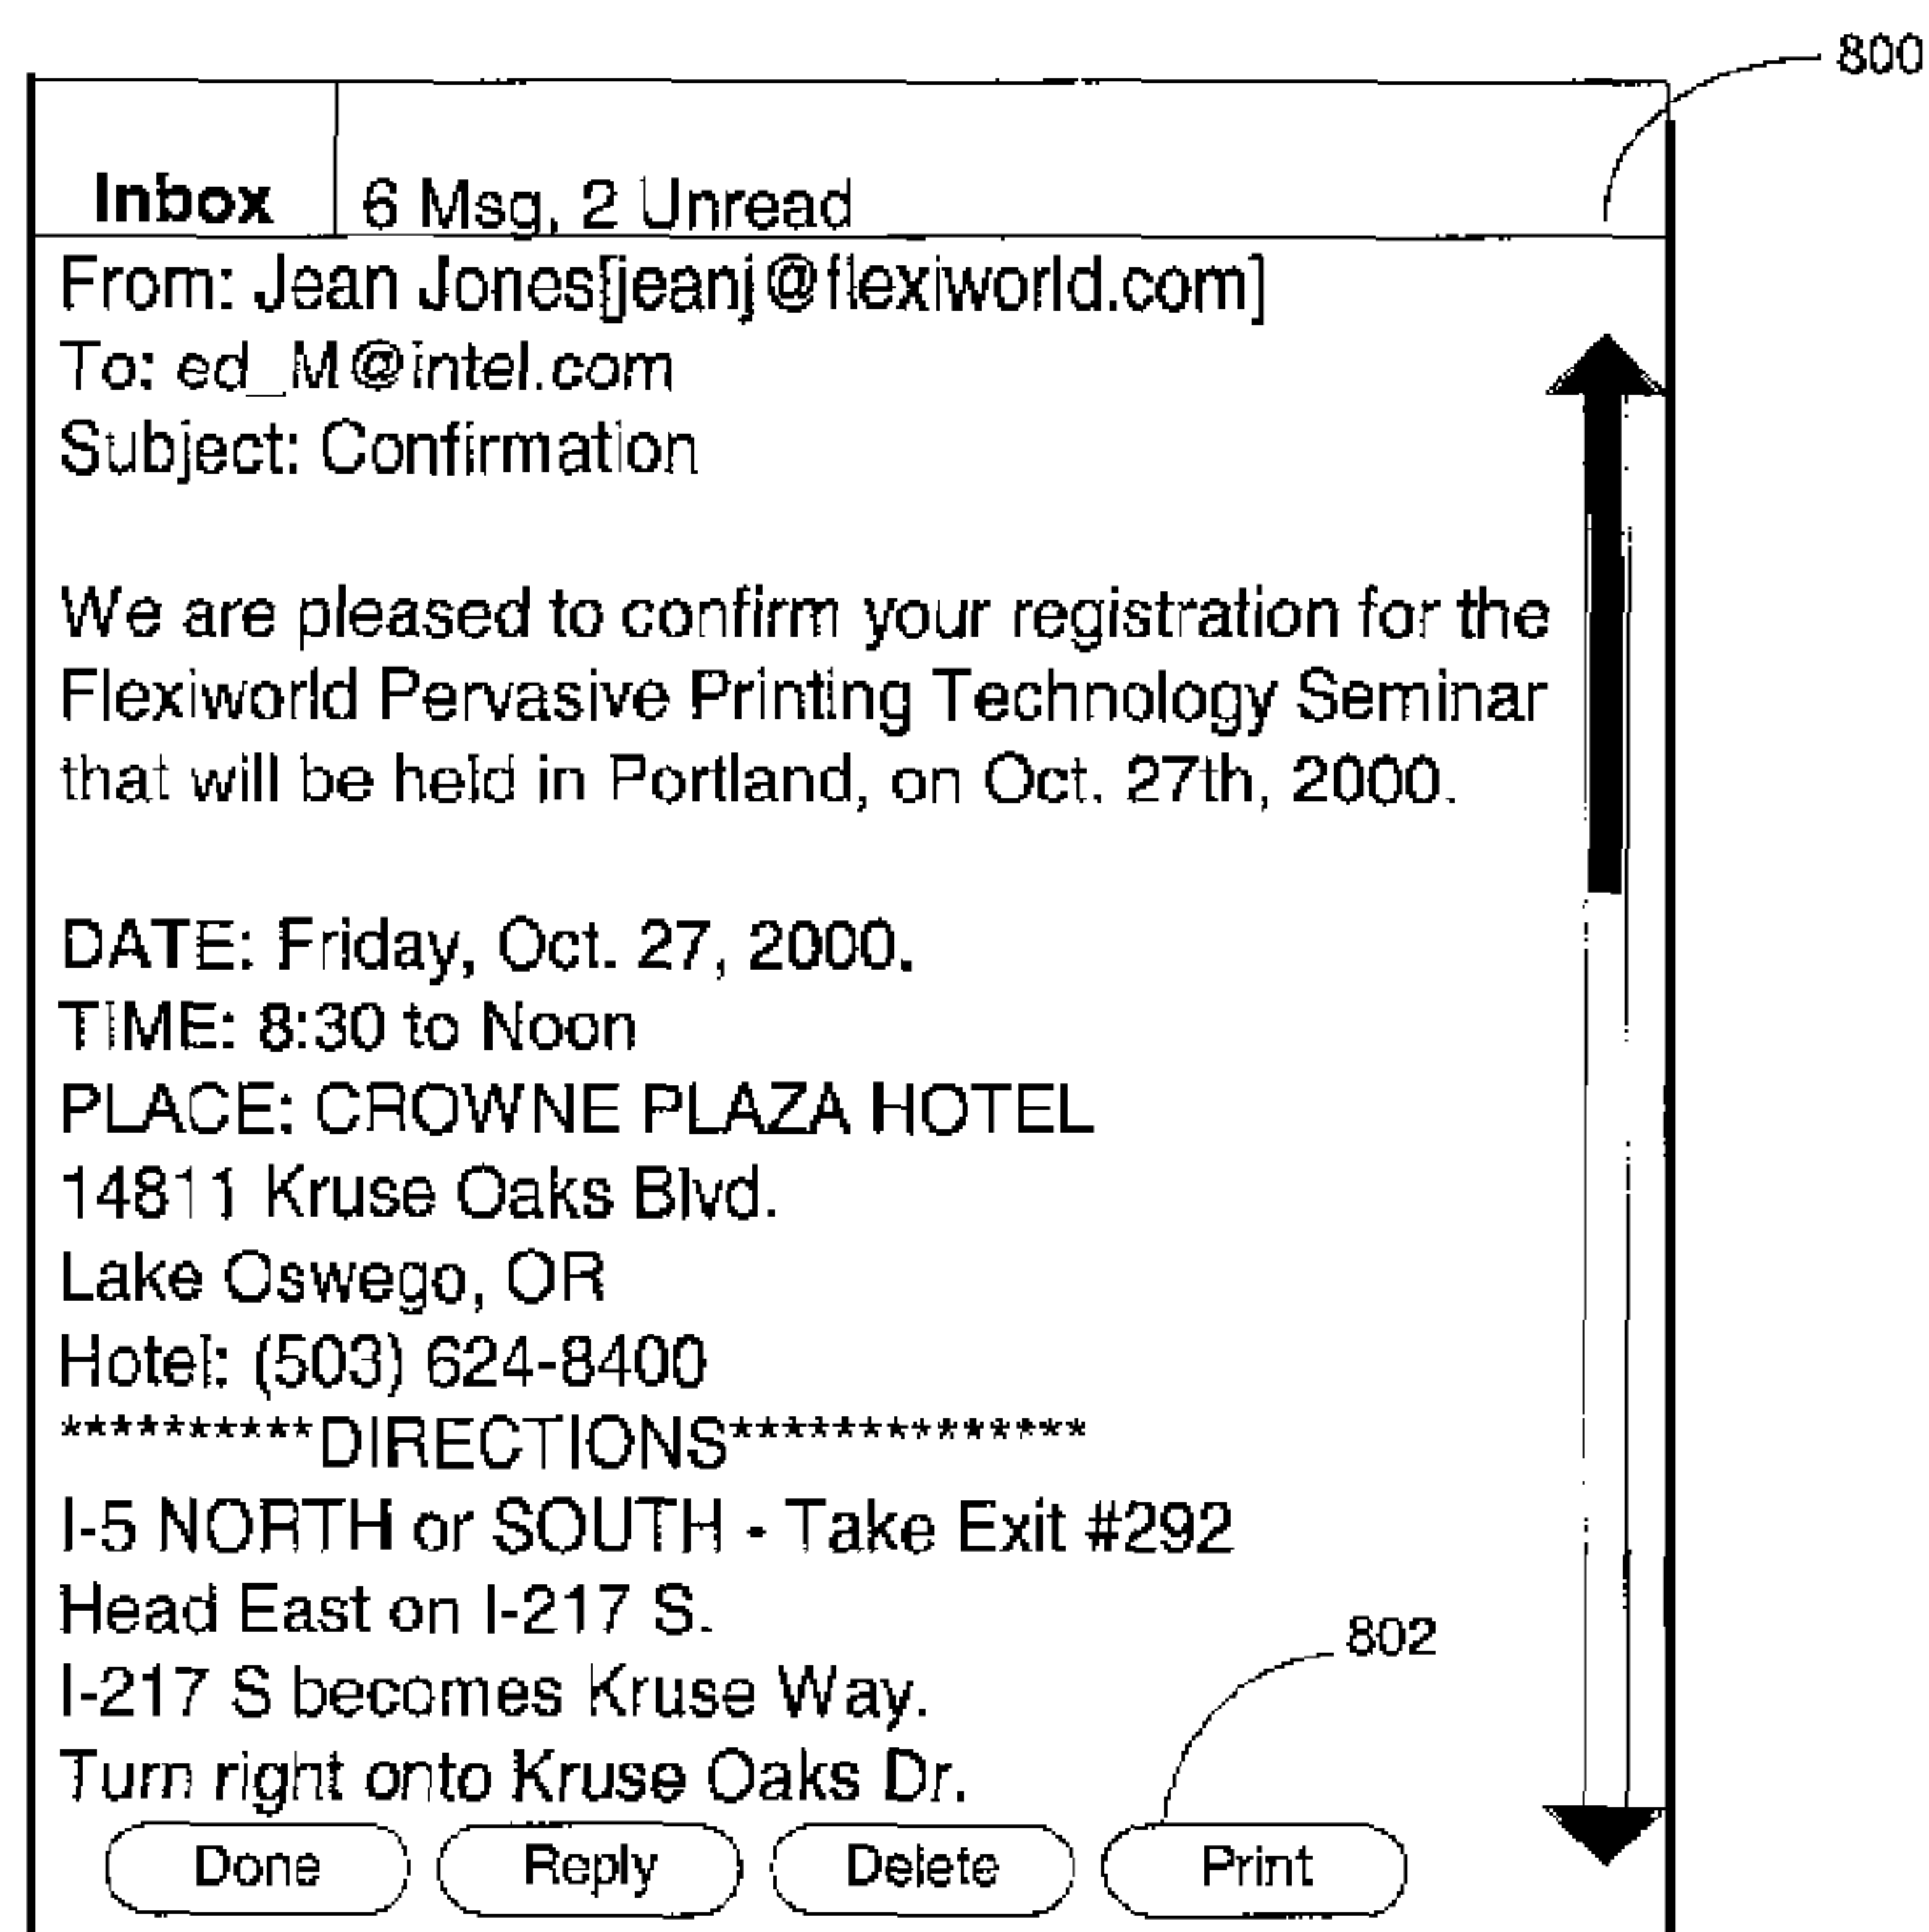 800
Inbox 6 Msg, 2 Unread
From: Jean Jones[jeanj@flexiworld.com]
To: ed_M@intel.com
Subject: Confirmation
We are pleased to confirm your registration for the
Flexiworld Pervasive Printing Technology Seminar
that will be held in Portland, on Oct. 27th, 2000.
DATE: Friday, Oct. 27, 2000.
TIME: 8:30 to Noon
PLACE: CROWNE PLAZA HOTEL
14811 Kruse Oaks Blvd.
Lake Oswego, OR
Hotel: (503) 624-8400
**********DIRECTIONS**************
I-5 NORTH or SOUTH - Take Exit #292
Head East on I-217 S.
802
I-217 S becomes Kruse Way.
Turn right onto Kruse Oaks Dr.
Done Reply Delete Print